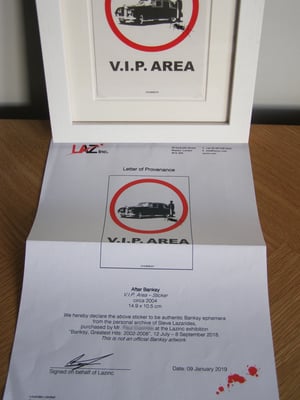 V.I.P. AREA
LAZ Inc.
Letter of Provenance
V.I.P. AREA
After Banksy
V.I.P. Area – Sticker
circa 2004
14.9 x 10.5 cm
We hereby declare the above sticker to be authentic Banksy ephemera
from the personal archive of Steve Lazarides,
purchased by Mr. at the Lazinc exhibition
"Banksy, Greatest Hits: 2002-2008", 12 July – 8 September 2018.
This is not an official Banksy artwork
Signed on behalf of Lazinc
Date: 09 January 2019